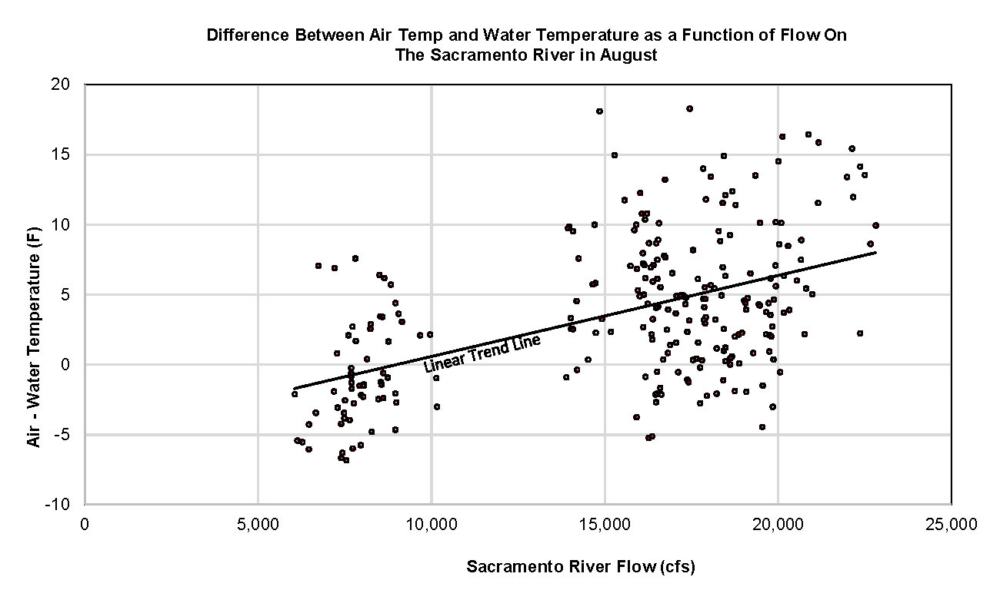 Difference Between Air Temp and Water Temperature as a Function of Flow On
The Sacramento River in August
20
15
10
5
0
-5
-10
Air - Water Temperature (F)
Linear Trend Line
0
5,000
10,000
15,000
20,000
25,000
Sacramento River Flow (cfs)